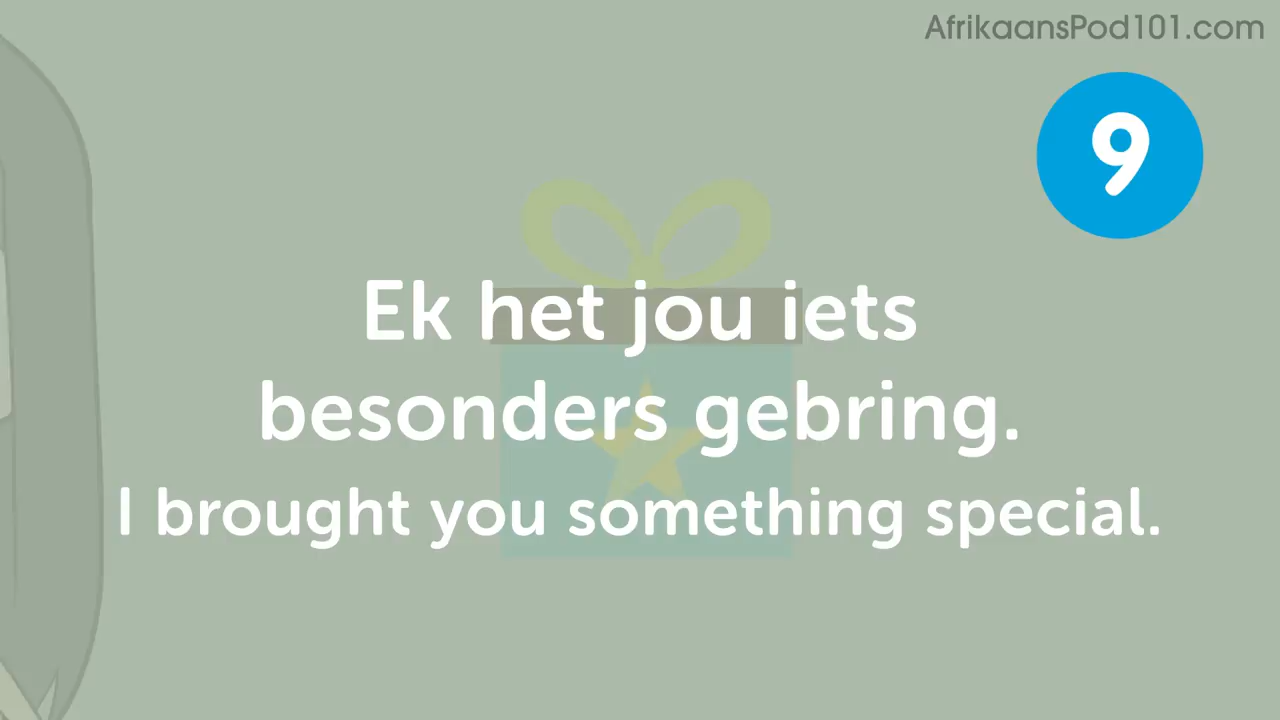 AfrikaansPod101.com
9
Ek het jou iets
besonders gebring.
I brought you something special.